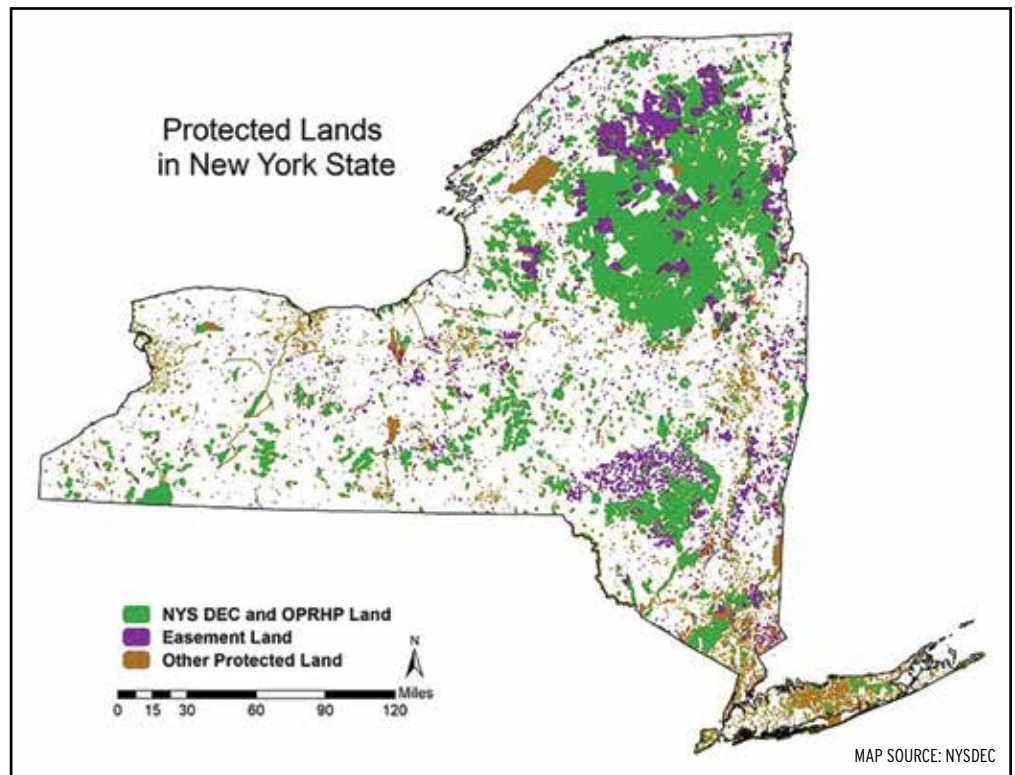 Protected Lands
in New York State
NYS DEC and OPRHP Land
Easement Land
Other Protected Land
N
Miles
0 15 30 60 90 120
MAP SOURCE: NYSDEC